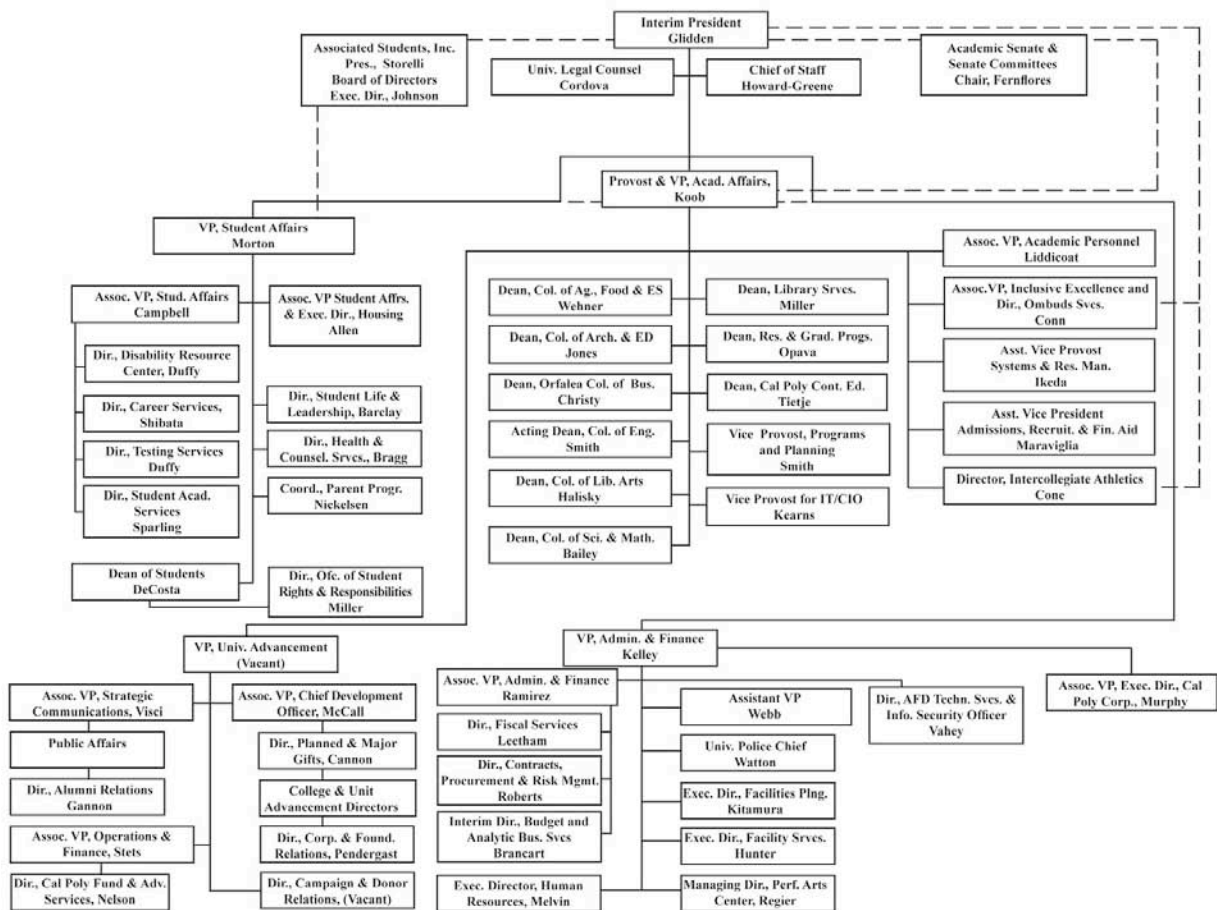 Interim President
Glidden
Associated Students, Inc.
Pres., Storelli
Board of Directors
Exec. Dir., Johnson
Univ. Legal Counsel
Cordova
Chief of Staff
Howard-Greene
Academic Senate &
Senate Committees
Chair, Fernflores
Provost & VP, Acad. Affairs,
Koob
VP, Student Affairs
Morton
Assoc. VP, Stud. Affairs
Campbell
Assoc. VP Student Affrs.
& Exec. Dir., Housing
Allen
Dir., Disability Resource
Center, Duffy
Dir., Career Services,
Shibata
Dir., Testing Services
Duffy
Dir., Student Acad.
Services
Sparling
Dir., Student Life &
Leadership, Barclay
Dir., Health &
Counsel. Srvcs., Bragg
Coord., Parent Progr.
Nickelsen
Dean of Students
DeCosta
Dir., Ofc. of Student
Rights & Responsibilities
Miller
Dean, Col. of Ag., Food & ES
Wehner
Dean, Col. of Arch. & ED
Jones
Dean, Orfalea Col. of Bus.
Christy
Acting Dean, Col. of Eng.
Smith
Dean, Col. of Lib. Arts
Halisky
Dean, Col. of Sci. & Math.
Bailey
Dean, Library Srvcs.
Miller
Dean, Res. & Grad. Progs.
Opava
Dean, Cal Poly Cont. Ed.
Tietje
Vice Provost, Programs
and Planning
Smith
Vice Provost for IT/CIO
Kearns
Assoc. VP, Academic Personnel
Liddicoat
Assoc.VP, Inclusive Excellence and
Dir., Ombuds Svcs.
Conn
Asst. Vice Provost
Systems & Res. Man.
Ikeda
Asst. Vice President
Admissions, Recruit. & Fin. Aid
Maraviglia
Director, Intercollegiate Athletics
Cone
VP, Univ. Advancement
(Vacant)
Assoc. VP, Strategic
Communications, Visci
Public Affairs
Dir., Alumni Relations
Gannon
Assoc. VP, Operations &
Finance, Stets
Dir., Cal Poly Fund & Adv.
Services, Nelson
Assoc. VP, Chief Development
Officer, McCall
Dir., Planned & Major
Gifts, Cannon
College & Unit
Advancement Directors
Dir., Corp. & Found.
Relations, Pendergast
Dir., Campaign & Donor
Relations, (Vacant)
VP, Admin. & Finance
Kelley
Assoc. VP, Admin. & Finance
Ramirez
Dir., Fiscal Services
Leetham
Dir., Contracts,
Procurement & Risk Mgmt.
Roberts
Interim Dir., Budget and
Analytic Bus. Svcs
Brancart
Exec. Director, Human
Resources, Melvin
Assistant VP
Webb
Univ. Police Chief
Watton
Exec. Dir., Facilities Plng.
Kitamura
Exec. Dir., Facility Srvcs.
Hunter
Managing Dir., Perf. Arts
Center, Regier
Dir., AFD Techn. Svcs. &
Info. Security Officer
Vahey
Assoc. VP, Exec. Dir., Cal
Poly Corp., Murphy